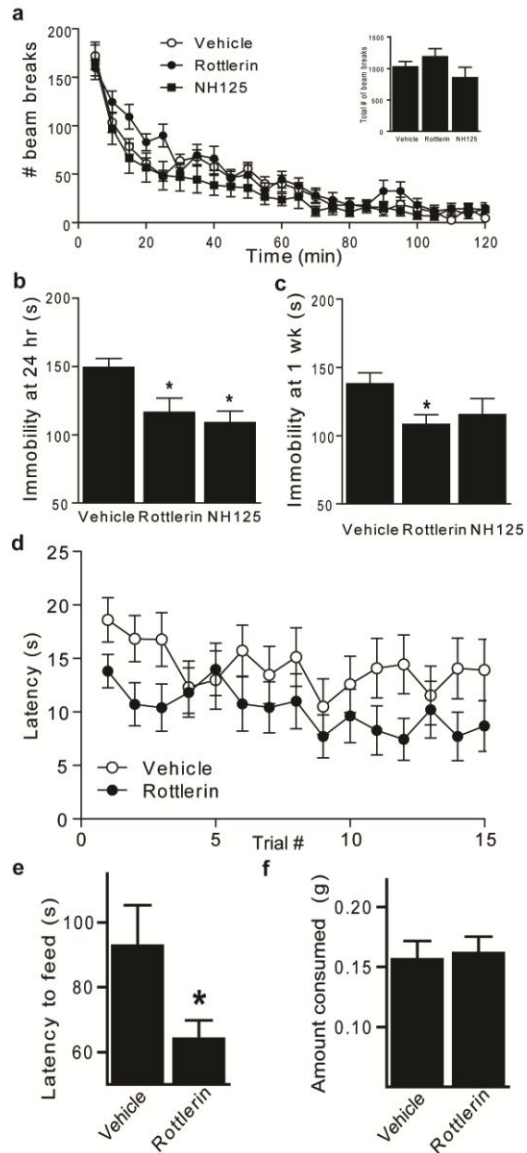 a
Vehicle
Rottlerin
NH125
200
150
100
50
0
# beam breaks
0 20 40 60 80 100 120
Time (min)
1500
1000
500
0
Total # of beam breaks
Vehicle Rottlerin NH125
b
150
100
50
Immobility at 24 hr (s)
* *
Vehicle Rottlerin NH125
c
150
100
50
Immobility at 1 wk (s)
*
Vehicle Rottlerin NH125
d
25
20
15
10
5
0
Latency (s)
Vehicle
Rottlerin
0 5 10 15
Trial #
e
100
80
60
Latency to feed (s)
*
Vehicle
Rottlerin
f
0.20
0.15
0.10
Amount consumed (g)
Vehicle
Rottlerin